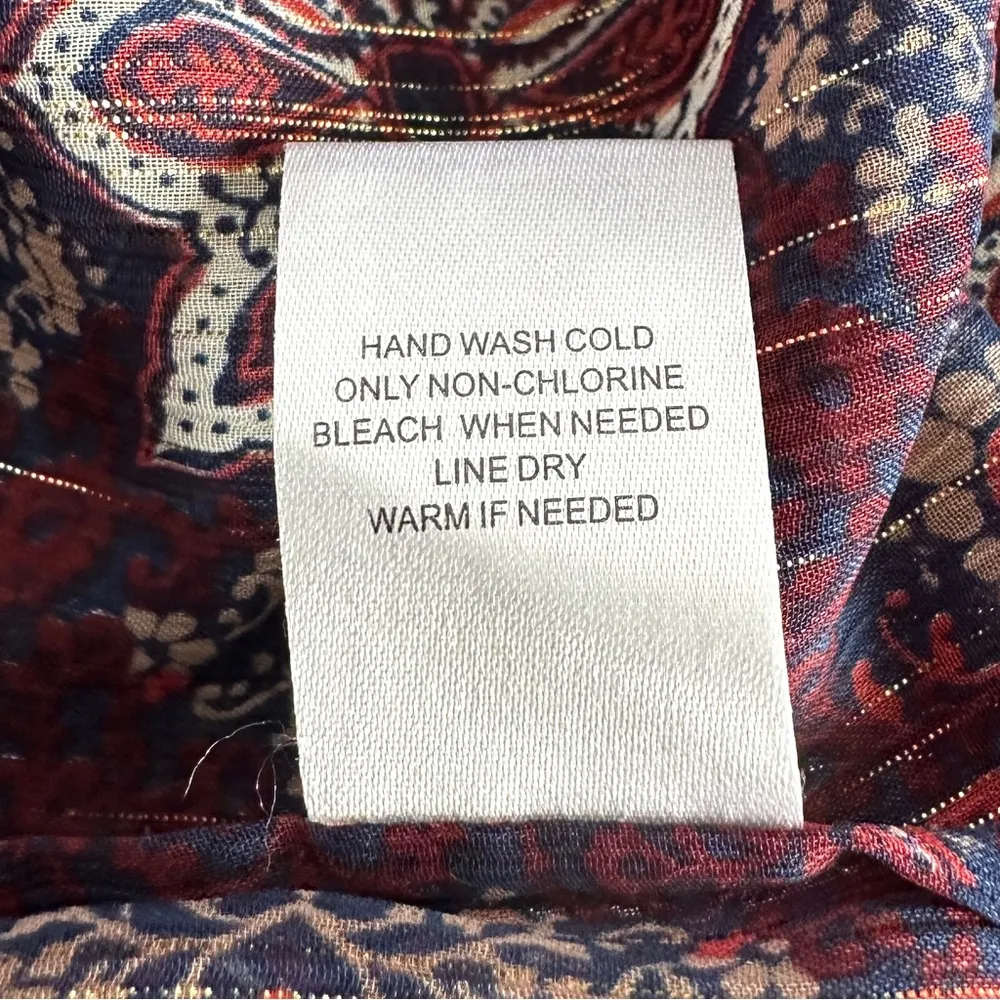 HAND WASH COLD
ONLY NON-CHLORINE
BLEACH WHEN NEEDED
LINE DRY
WARM IF NEEDED